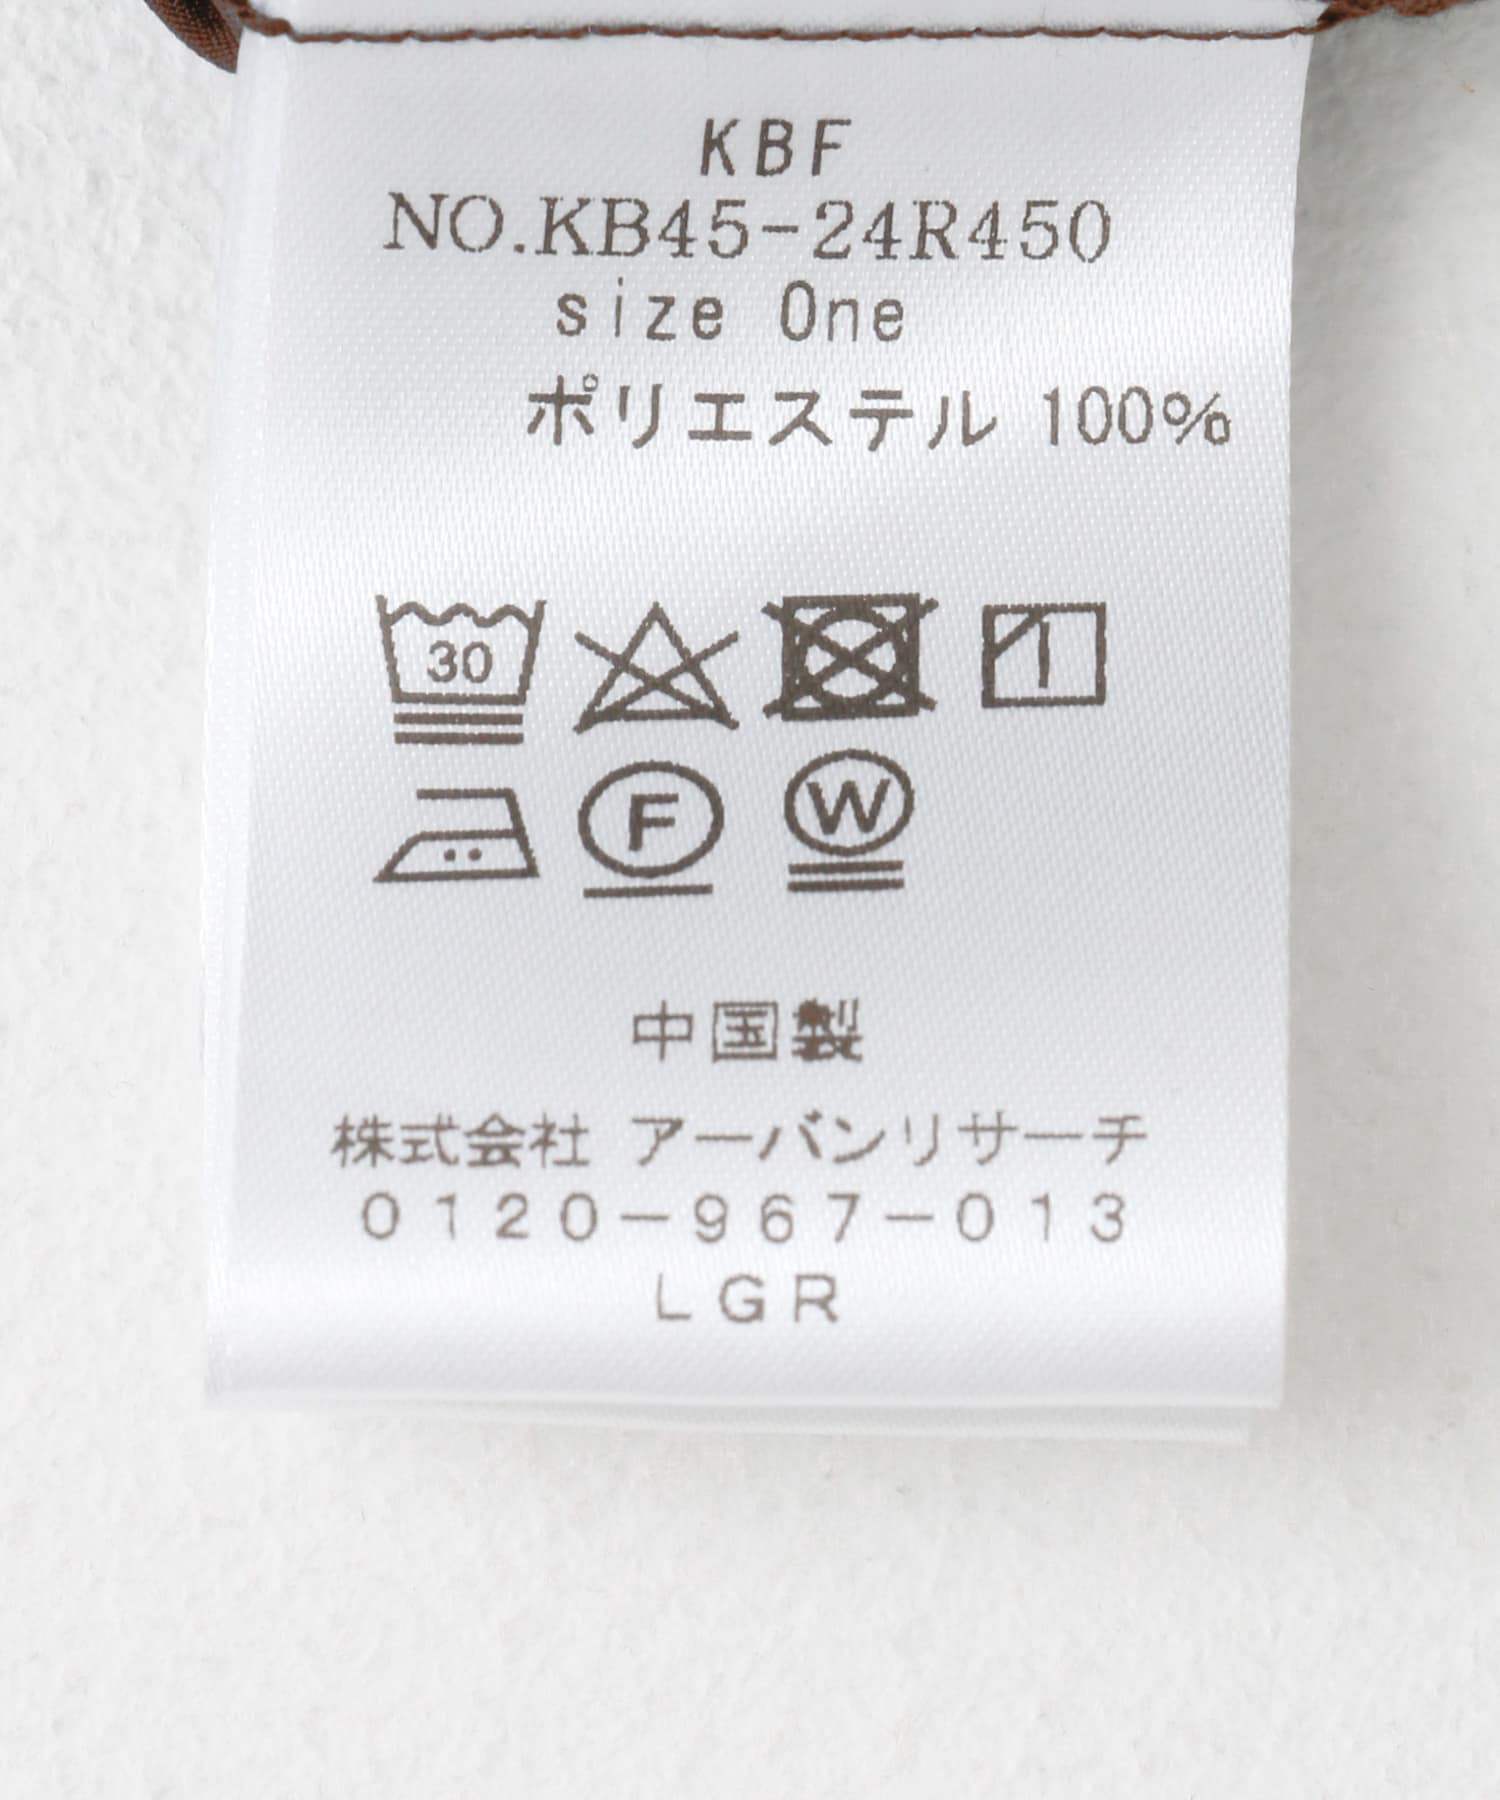 KBF
NO.KB45-24R450
size One
ポリエステル 100%
30
F W
中国製
株式会社 アーバンリサーチ
0120-967-013
LGR